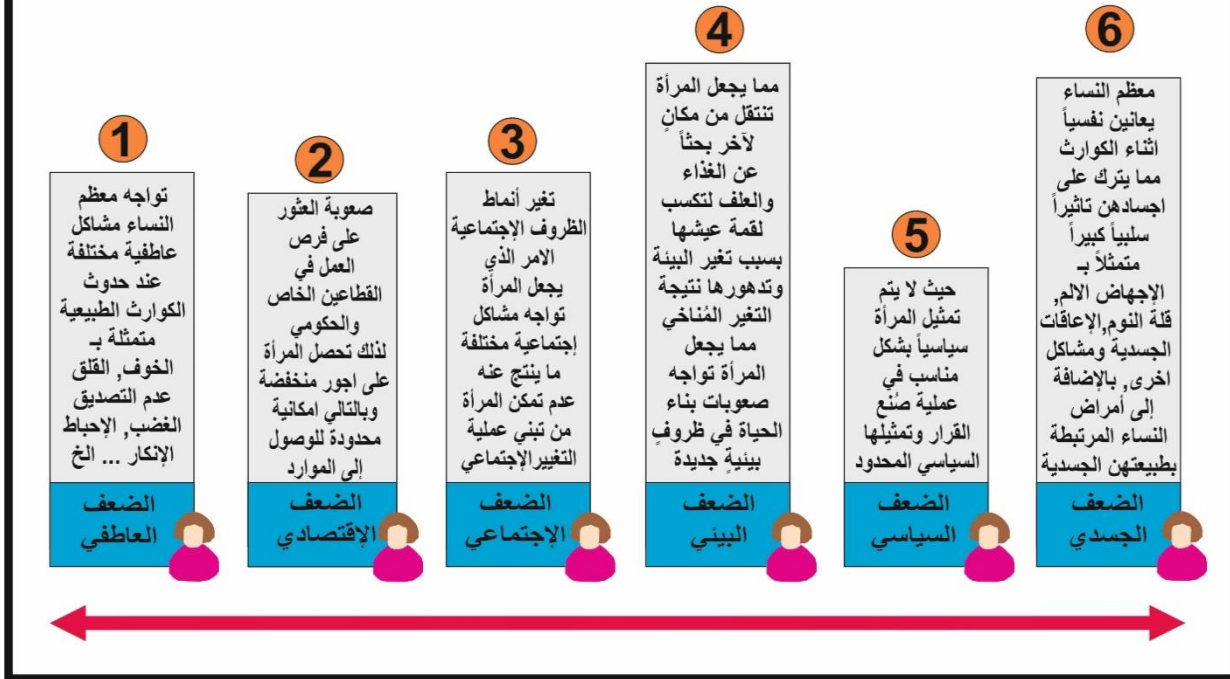 1
تواجه معظم
النساء مشاكل
عاطفية مختلفة
عند حدوث
الكوارث الطبيعية
متمثلة بـ
الخوف, القلق
عدم التصديق
الغضب, الإحباط
الإنكار ... الخ
الضعف
العاطفي
2
صعوبة العثور
على فرص
العمل في
القطاعين الخاص
والحكومي
لذلك تحصل المرأة
على اجور منخفضة
وبالتالي امكانية
محدودة للوصول
إلى الموارد
الضعف
الإقتصادي
3
تغير أنماط
الظروف الإجتماعية
الامر الذي
يجعل المرأة
تواجه مشاكل
إجتماعية مختلفة
ما ينتج عنه
عدم تمكن المرأة
من تبني عملية
التغييرالإجتماعي
الضعف
الإجتماعي
4
مما يجعل المرأة
تنتقل من مكانٍ
لآخر بحثاً
عن الغذاء
والعلف لتكسب
لقمة عيشها
بسبب تغير البيئة
وتدهورها نتيجة
التغير المُناخي
مما يجعل
المرأة تواجه
صعوبات بناء
الحياة في ظروفٍ
بيئيةٍ جديدة
الضعف
البيئي
5
حيث لا يتم
تمثيل المرأة
سياسياً بشكل
مناسب في
عملية صُنع
القرار وتمثيلها
السياسي المحدود
الضعف
السياسي
6
معظم النساء
يعانين نفسياً
اثناء الكوارث
مما يترك على
اجسادهن تاثيراً
سلبياً كبيراً
متمثلاً بـ
الإجهاض الالم,
قلة النوم,الإعاقات
الجسدية ومشاكل
اخرى, بالإضافة
إلى أمراض
النساء المرتبطة
بطبيعتهن الجسدية
الضعف
الجسدي